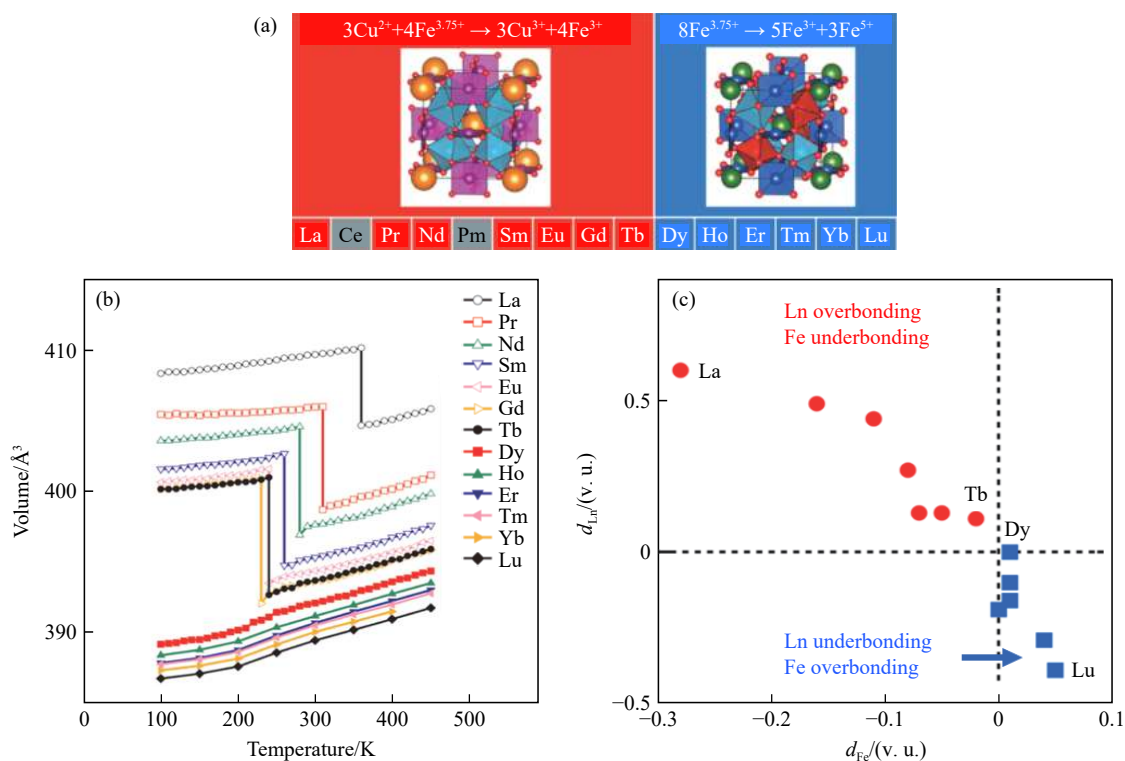 (a)
3Cu²⁺+4Fe³·⁷⁵⁺ → 3Cu³⁺+4Fe³⁺
8Fe³·⁷⁵⁺ → 5Fe³⁺+3Fe⁵⁺
La Ce Pr Nd Pm Sm Eu Gd Tb Dy Ho Er Tm Yb Lu
(b)
410
400
390
0 100 200 300 400 500
Volume/Å³
Temperature/K
La
Pr
Nd
Sm
Eu
Gd
Tb
Dy
Ho
Er
Tm
Yb
Lu
(c)
Ln overbonding
Fe underbonding
La
Tb
Dy
Ln underbonding
Fe overbonding
Lu
0.5
0
−0.5
−0.3 −0.2 −0.1 0 0.1
d_Ln/(v. u.)
d_Fe/(v. u.)